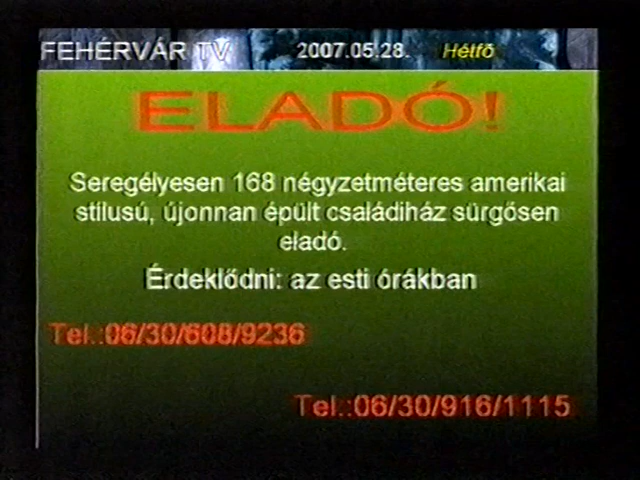 FEHÉRVÁR TV 2007.05.28. Hétfő
ELADÓ!
Seregélyesen 168 négyzetméteres amerikai
stílusú, újonnan épült családiház sürgősen
eladó.
Érdeklődni: az esti órákban
Tel.:06/30/608/9236
Tel.:06/30/916/1115